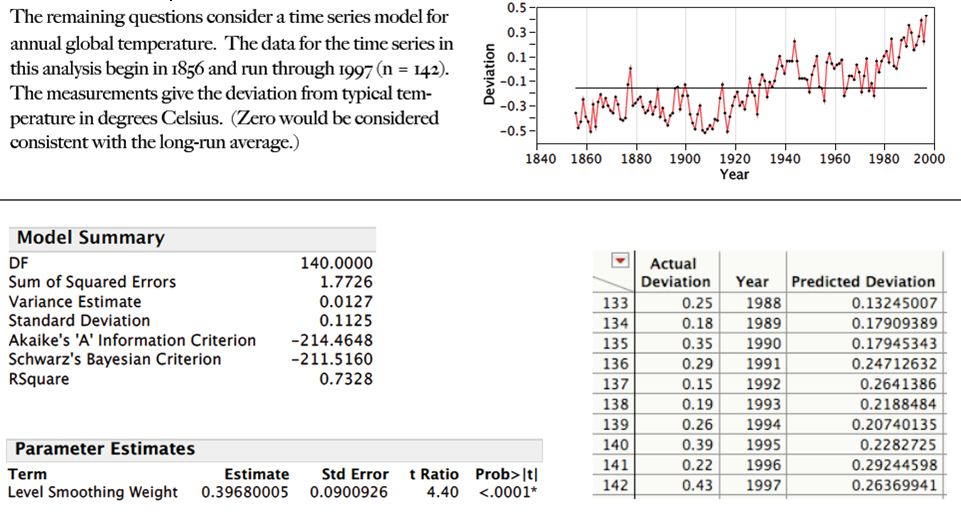 The remaining questions consider a time series model for
annual global temperature. The data for the time series in
this analysis begin in 1856 and run through 1997 (n = 142).
The measurements give the deviation from typical tem-
perature in degrees Celsius. (Zero would be considered
consistent with the long-run average.)
0.5
0.3
0.1
-0.1
-0.3
-0.5
Deviation
1840 1860 1880 1900 1920 1940 1960 1980 2000
Year
Model Summary
DF 140.0000
Sum of Squared Errors 1.7726
Variance Estimate 0.0127
Standard Deviation 0.1125
Akaike's 'A' Information Criterion -214.4648
Schwarz's Bayesian Criterion -211.5160
RSquare 0.7328
Parameter Estimates
Term Estimate Std Error t Ratio Prob>|t|
Level Smoothing Weight 0.39680005 0.0900926 4.40 <.0001*
Actual
Deviation Year Predicted Deviation
133 0.25 1988 0.13245007
134 0.18 1989 0.17909389
135 0.35 1990 0.17945343
136 0.29 1991 0.24712632
137 0.15 1992 0.2641386
138 0.19 1993 0.2188484
139 0.26 1994 0.20740135
140 0.39 1995 0.2282725
141 0.22 1996 0.29244598
142 0.43 1997 0.26369941